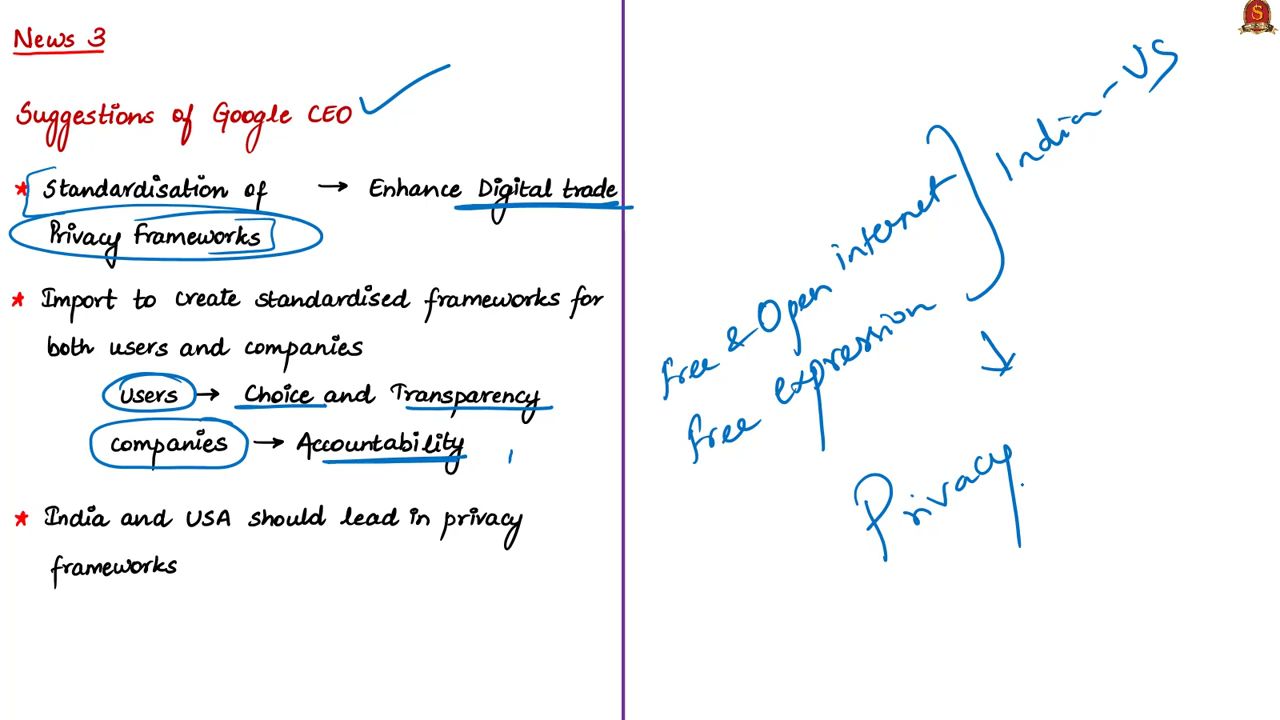 News 3
Suggestions of Google CEO
* Standardisation of → Enhance Digital trade
Privacy frameworks
* Import to create standardised frameworks for
both users and companies
users → Choice and Transparency
companies → Accountability
* India and USA should lead in privacy
frameworks
S
India - US
free & Open internet
free expression
↓
Privacy